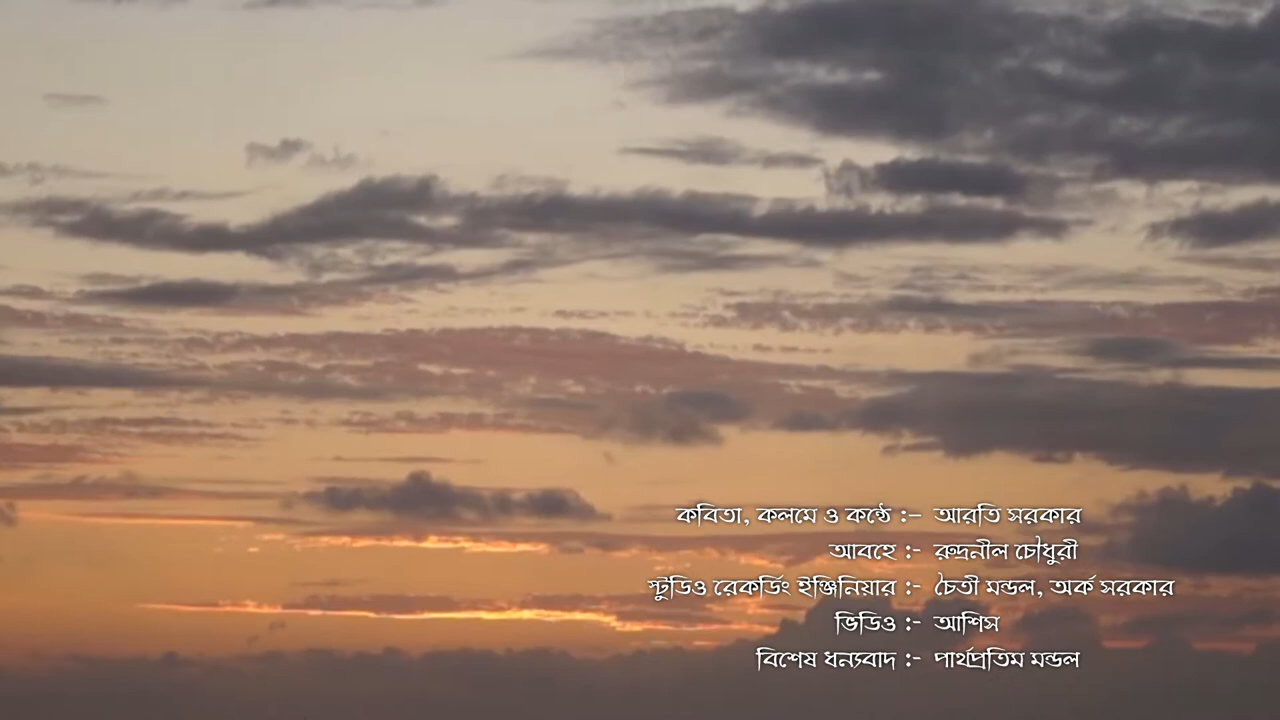 কবিতা, কলমে ও কন্ঠে :– আরতি সরকার
আবহে :- রুদ্রনীল চৌধুরী
স্টুডিও রেকর্ডিং ইঞ্জিনিয়ার :- চৈতী মন্ডল, অর্ক সরকার
ভিডিও :- আশিস
বিশেষ ধন্যবাদ :- পার্থপ্রতিম মন্ডল